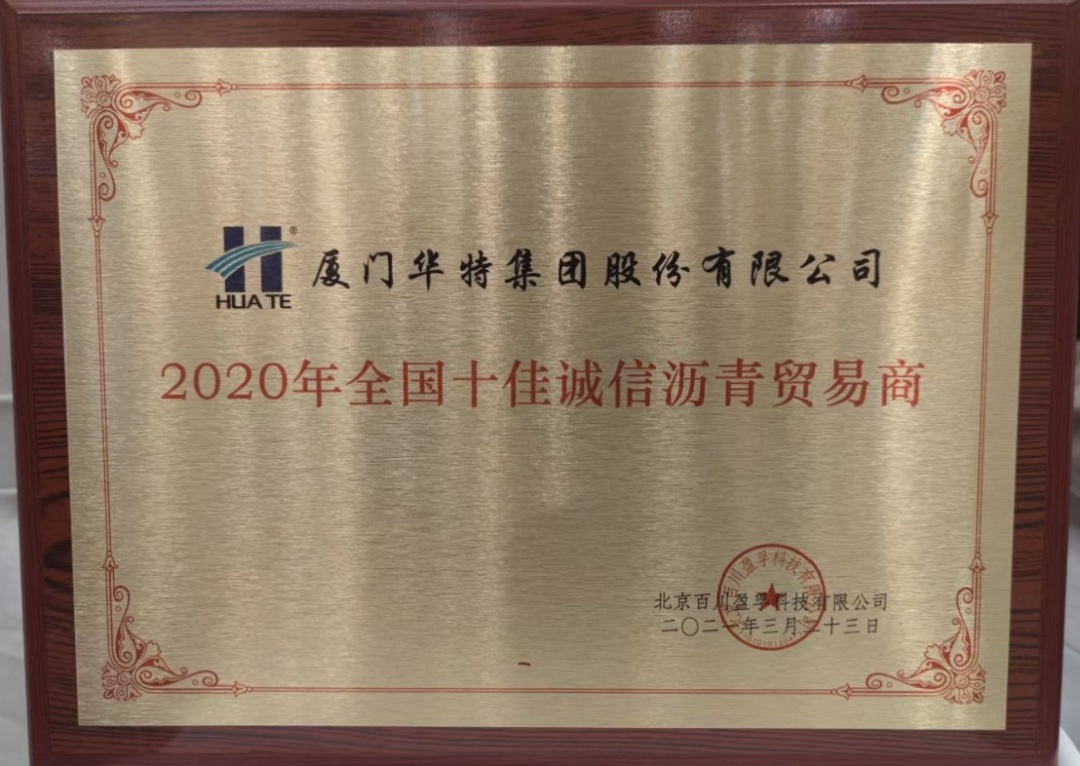 HUA TE ®
厦门华特集团股份有限公司
2020年全国十佳诚信沥青贸易商
北京百川盈孚科技有限公司
二〇二一年三月二十三日